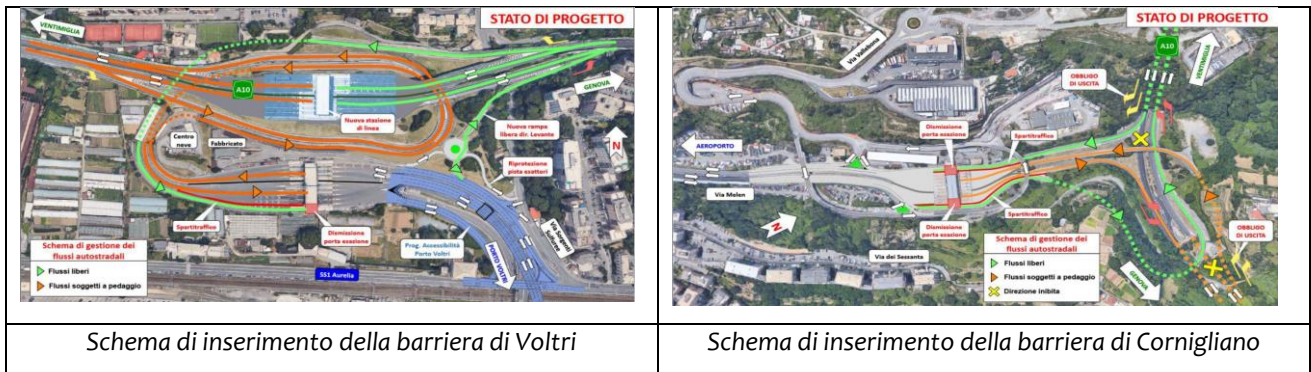 STATO DI PROGETTO
VENTIMIGLIA
A10
GENOVA
Nuova stazione
di linea
Nuova rampa
libera dir. Levante
N
Centro
neve
Fabbricato
Riprotezione
pista esattori
Spartitraffico
Dismissione
porta esazione
Prog. Accessibilità
Porto Voltri
PORTO VOLTRI
SS1 Aurelia
Schema di gestione dei
flussi autostradali
Flussi liberi
Flussi soggetti a pedaggio
Schema di inserimento della barriera di Voltri
STATO DI PROGETTO
Via Vallebona
A10
VENTIMIGLIA
OBBLIGO
DI USCITA
Dismissione
porta esazione
Spartitraffico
AEROPORTO
Via Melen
N
Dismissione
porta esazione
Spartitraffico
Via dei Sessanta
OBBLIGO
DI USCITA
GENOVA
Schema di gestione dei
flussi autostradali
Flussi liberi
Flussi soggetti a pedaggio
Direzione inibita
Schema di inserimento della barriera di Cornigliano